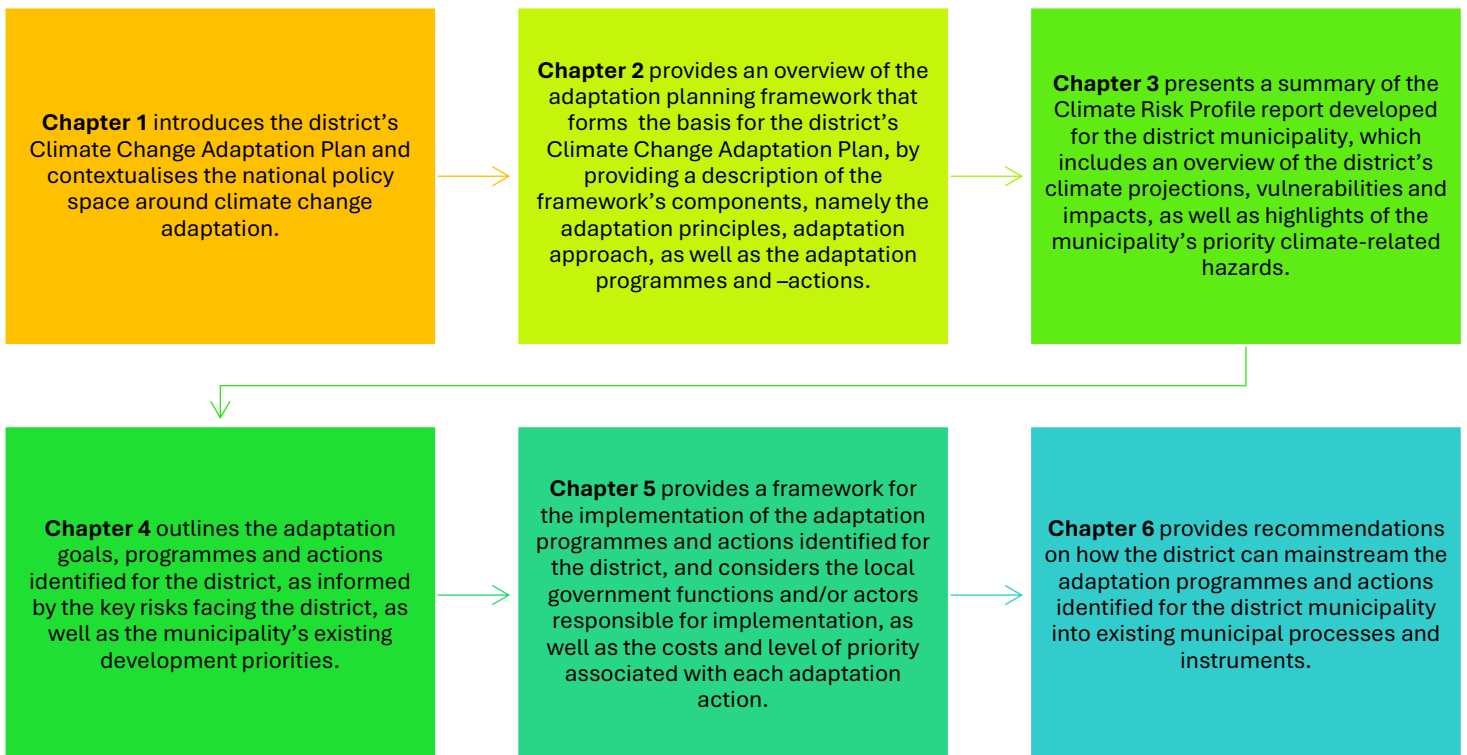 Chapter 1 introduces the district’s
Climate Change Adaptation Plan and
contextualises the national policy
space around climate change
adaptation.
Chapter 2 provides an overview of the
adaptation planning framework that
forms  the basis for the district’s
Climate Change Adaptation Plan, by
providing a description of the
framework’s components, namely the
adaptation principles, adaptation
approach, as well as the adaptation
programmes and –actions.
Chapter 3 presents a summary of the
Climate Risk Profile report developed
for the district municipality, which
includes an overview of the district’s
climate projections, vulnerabilities and
impacts, as well as highlights of the
municipality’s priority climate-related
hazards.
Chapter 4 outlines the adaptation
goals, programmes and actions
identified for the district, as informed
by the key risks facing the district, as
well as the municipality’s existing
development priorities.
Chapter 5 provides a framework for
the implementation of the adaptation
programmes and actions identified for
the district, and considers the local
government functions and/or actors
responsible for implementation, as
well as the costs and level of priority
associated with each adaptation
action.
Chapter 6 provides recommendations
on how the district can mainstream the
adaptation programmes and actions
identified for the district municipality
into existing municipal processes and
instruments.